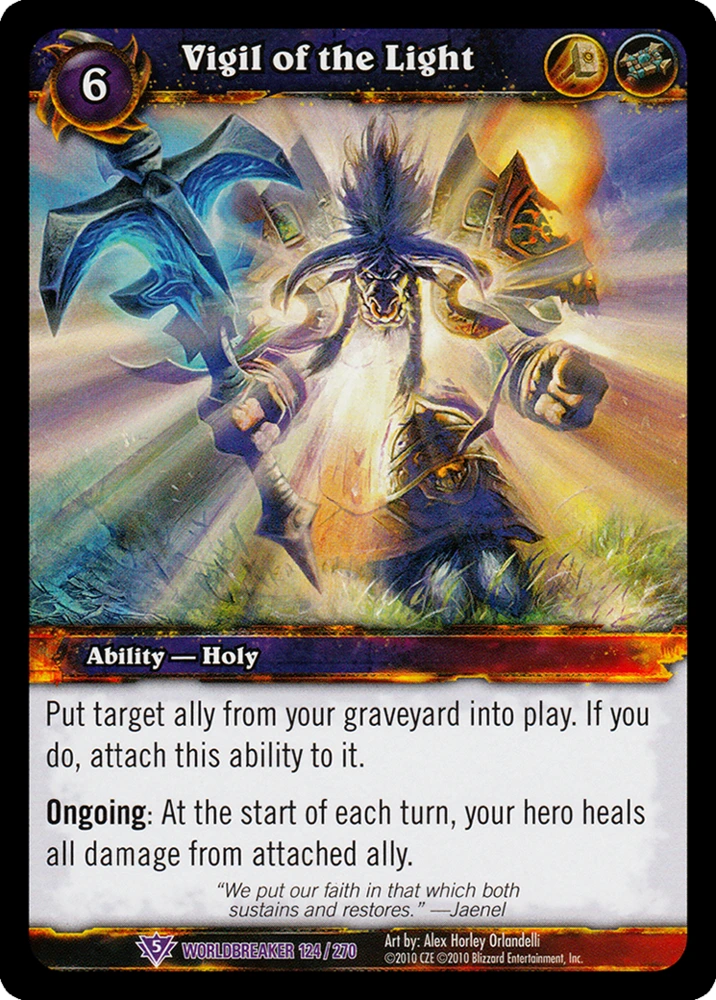 6
Vigil of the Light
Ability — Holy
Put target ally from your graveyard into play. If you
do, attach this ability to it.
Ongoing: At the start of each turn, your hero heals
all damage from attached ally.
“We put our faith in that which both
sustains and restores.” —Jaenel
5 WORLDBREAKER 124/270
Art by: Alex Horley Orlandelli
©2010 CZE ©2010 Blizzard Entertainment, Inc.